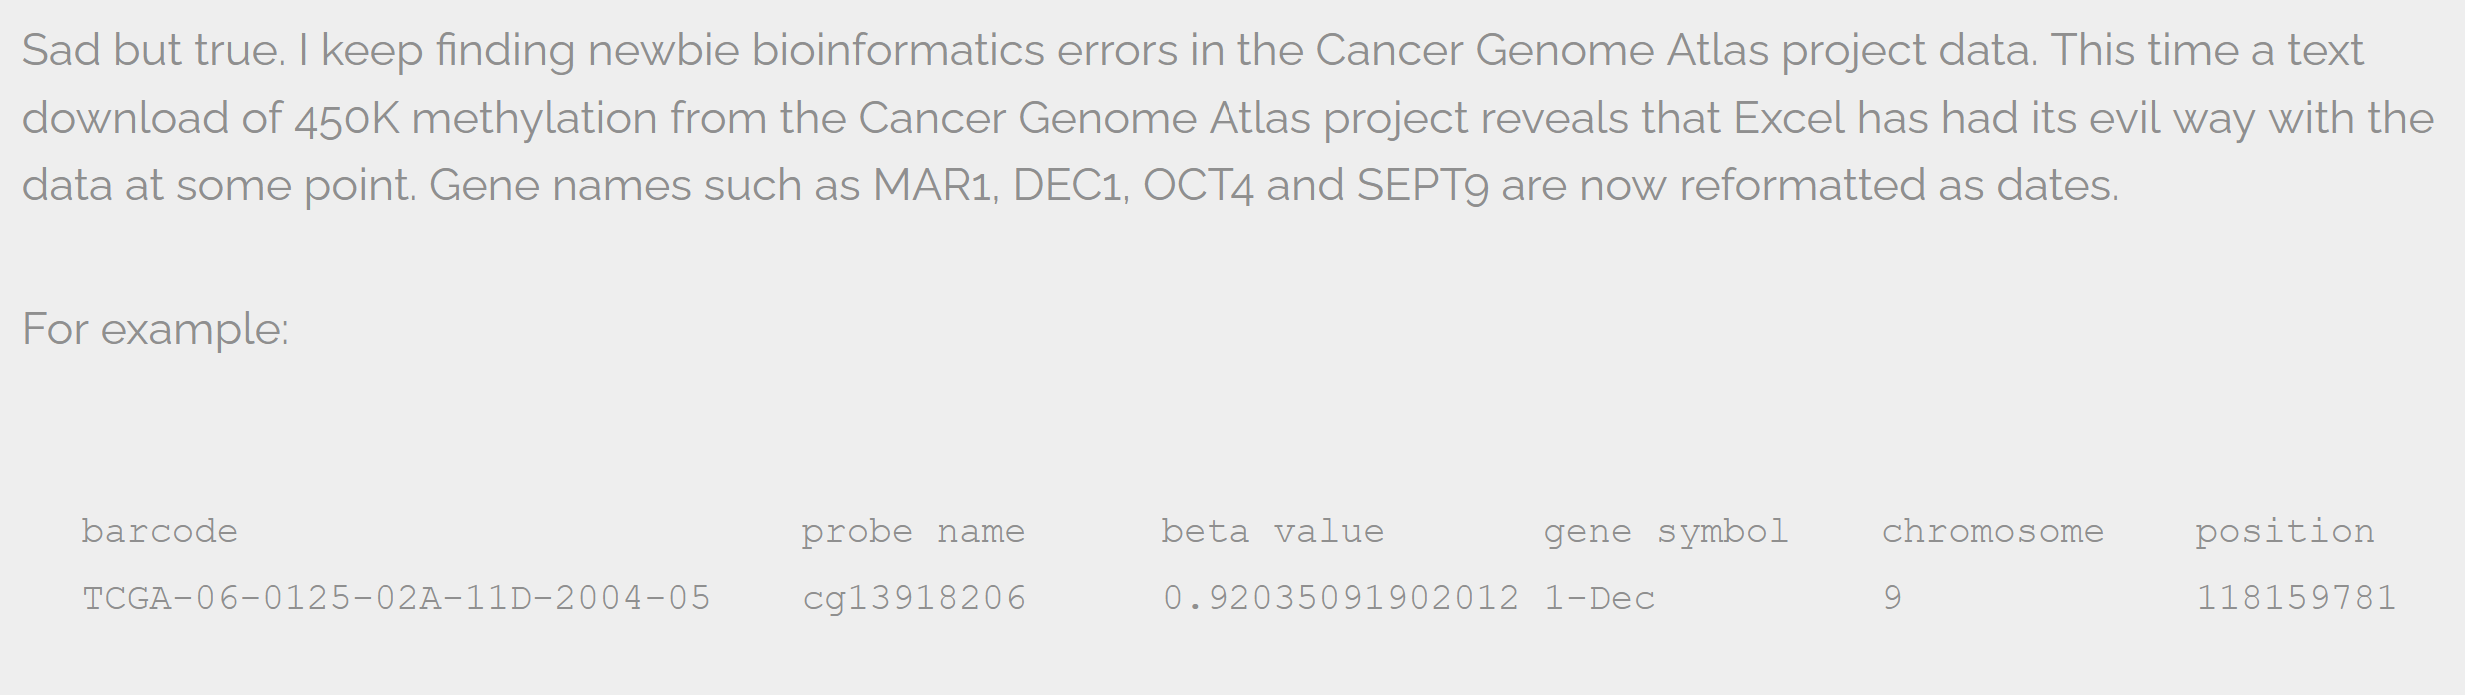 Sad but true. I keep finding newbie bioinformatics errors in the Cancer Genome Atlas project data. This time a text
download of 450K methylation from the Cancer Genome Atlas project reveals that Excel has had its evil way with the
data at some point. Gene names such as MAR1, DEC1, OCT4 and SEPT9 are now reformatted as dates.
For example:
barcode probe name beta value gene symbol chromosome position
TCGA-06-0125-02A-11D-2004-05 cg13918206 0.92035091902012 1-Dec 9 118159781